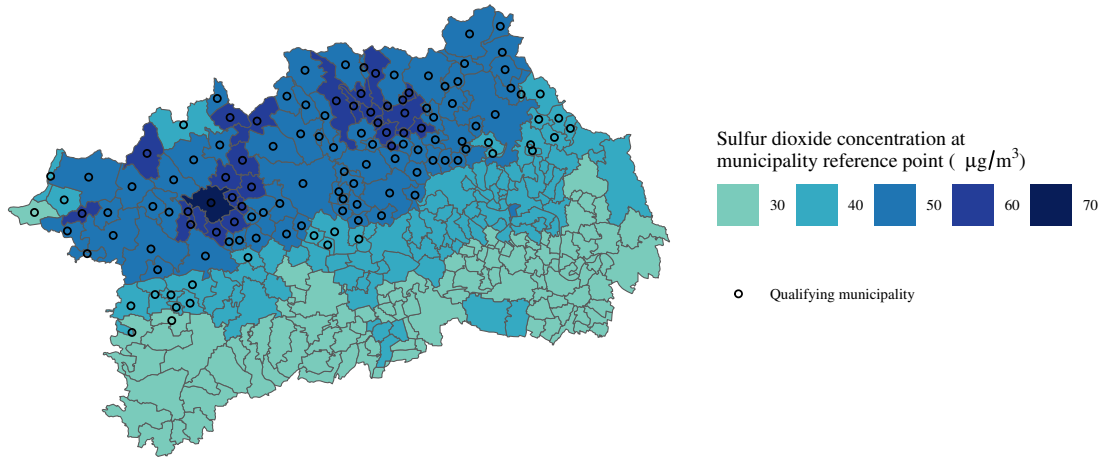 Sulfur dioxide concentration at
municipality reference point ( μg/m³)
30 40 50 60 70
Qualifying municipality